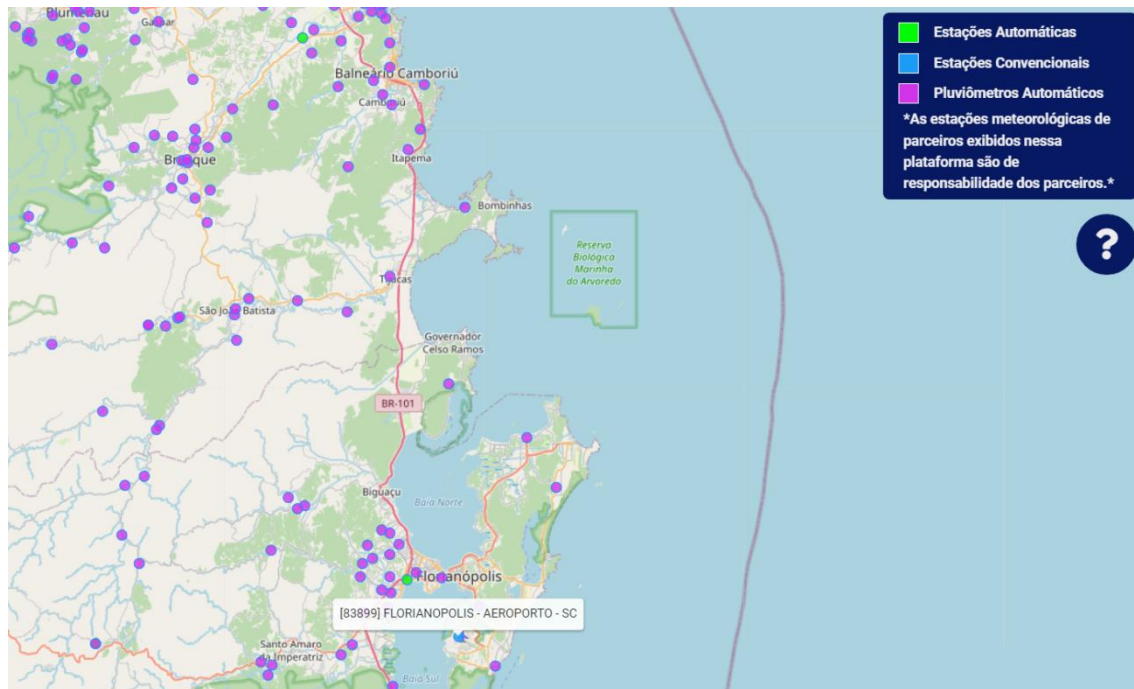 Blumenau
Gaspar
Balneário Camboriú
Camboriú
Itapema
Brusque
Bombinhas
Reserva
Biológica
Marinha
do Arvoredo
Tijucas
São João Batista
Governador
Celso Ramos
BR-101
Biguaçu
Baía Norte
Florianópolis
[83899] FLORIANOPOLIS - AEROPORTO - SC
Santo Amaro
da Imperatriz
Baía Sul
Estações Automáticas
Estações Convencionais
Pluviômetros Automáticos
*As estações meteorológicas de
parceiros exibidos nessa
plataforma são de
responsabilidade dos parceiros.*
?